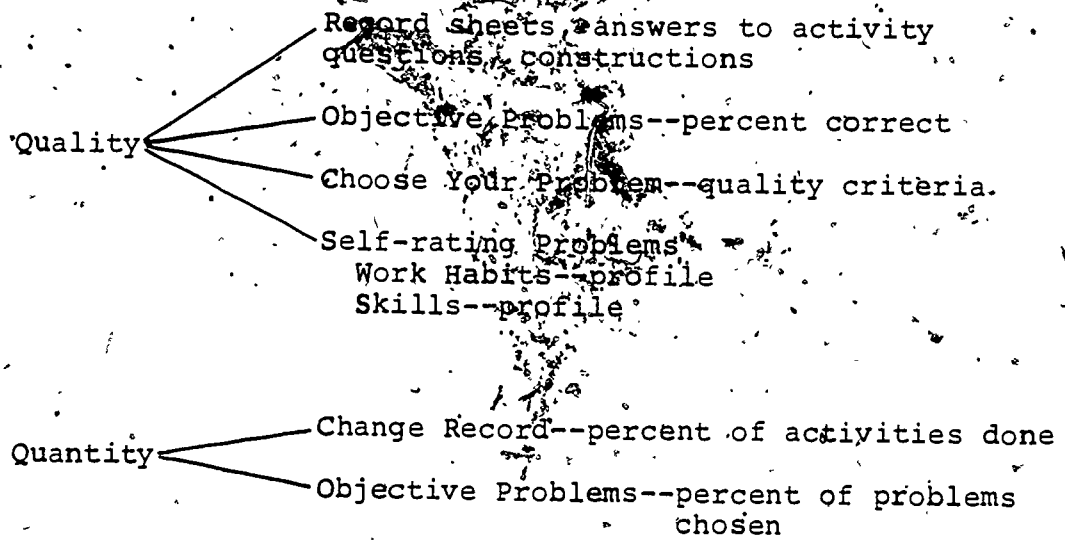 Record sheets, answers to activity
questions, constructions
Objective Problems--percent correct
Quality
Choose Your Problem--quality criteria.
Self-rating Problems
Work Habits--profile
Skills--profile
Change Record--percent of activities done
Quantity
Objective Problems--percent of problems
chosen